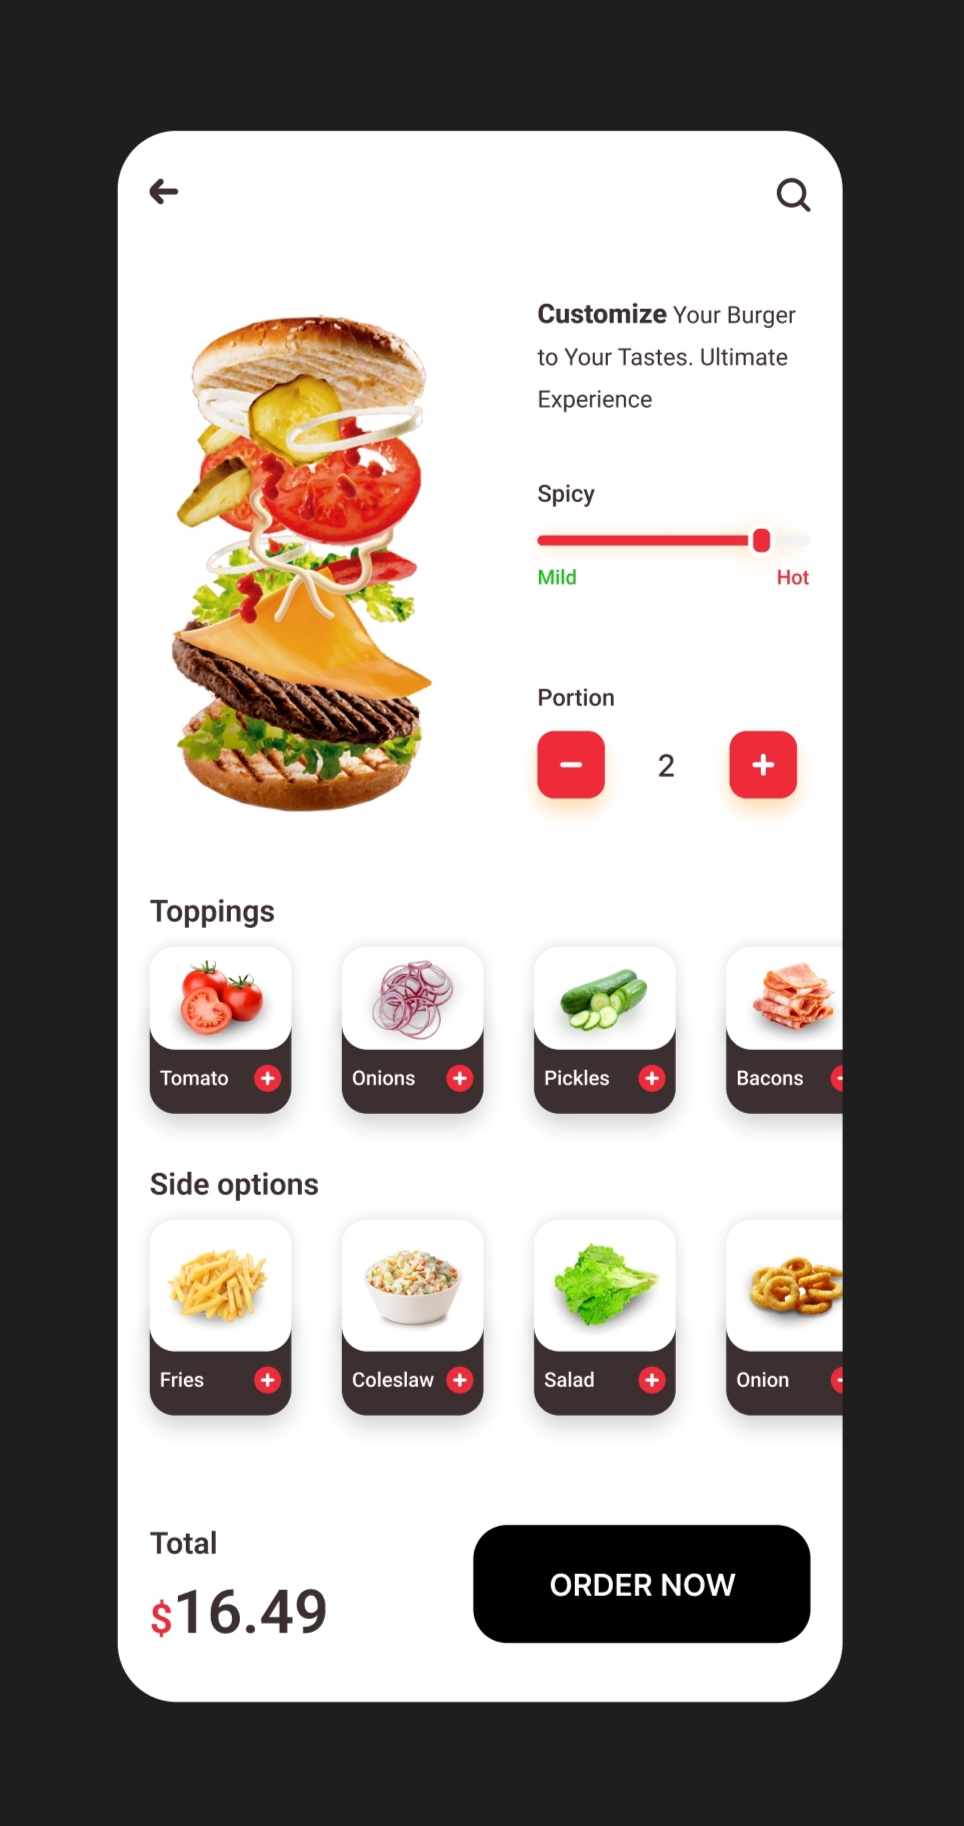 Customize Your Burger
to Your Tastes. Ultimate
Experience
Spicy
Mild Hot
Portion
2
Toppings
Tomato Onions Pickles Bacons
Side options
Fries Coleslaw Salad Onion
Total
$16.49
ORDER NOW